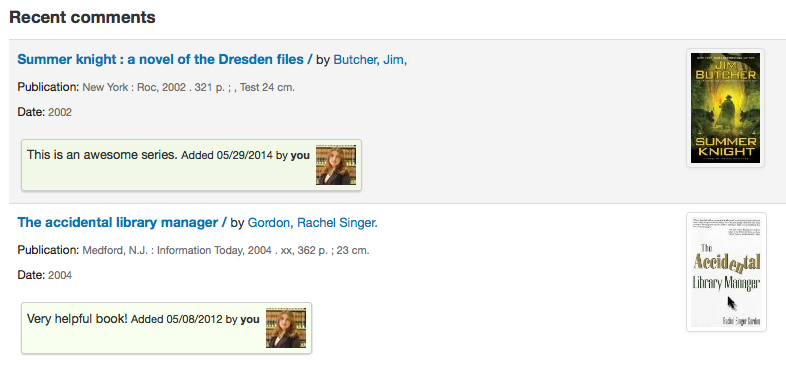 Recent comments
Summer knight : a novel of the Dresden files / by Butcher, Jim,
Publication: New York : Roc, 2002 . 321 p. ; , Test 24 cm.
Date: 2002
This is an awesome series. Added 05/29/2014 by you
JIM
BUTCHER
SUMMER
KNIGHT
The accidental library manager / by Gordon, Rachel Singer.
Publication: Medford, N.J. : Information Today, 2004 . xx, 362 p. ; 23 cm.
Date: 2004
Very helpful book! Added 05/08/2012 by you
The
Accidental
Library Manager
Rachel Singer Gordon